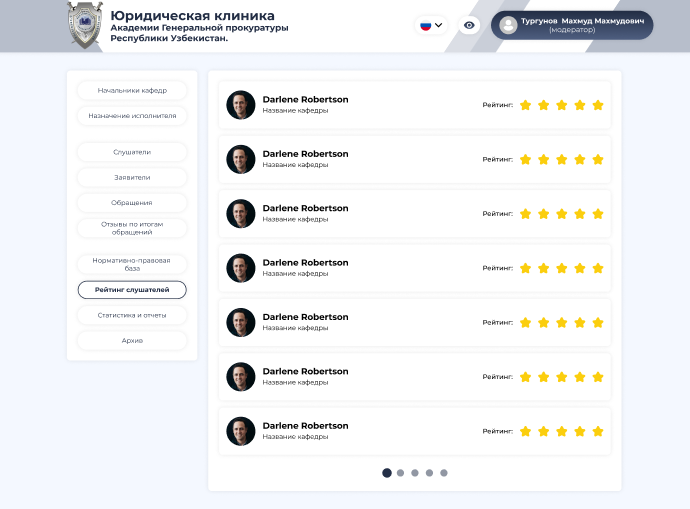 Юридическая клиника
Академии Генеральной прокуратуры
Республики Узбекистан.
Тургунов Махмуд Махмудович
(модератор)
Начальники кафедр
Назначение исполнителя
Слушатели
Заявители
Обращения
Отзывы по итогам
обращений
Нормативно-правовая
база
Рейтинг слушателей
Статистика и отчеты
Архив
Darlene Robertson
Название кафедры
Рейтинг:
Darlene Robertson
Название кафедры
Рейтинг:
Darlene Robertson
Название кафедры
Рейтинг:
Darlene Robertson
Название кафедры
Рейтинг:
Darlene Robertson
Название кафедры
Рейтинг:
Darlene Robertson
Название кафедры
Рейтинг:
Darlene Robertson
Название кафедры
Рейтинг: